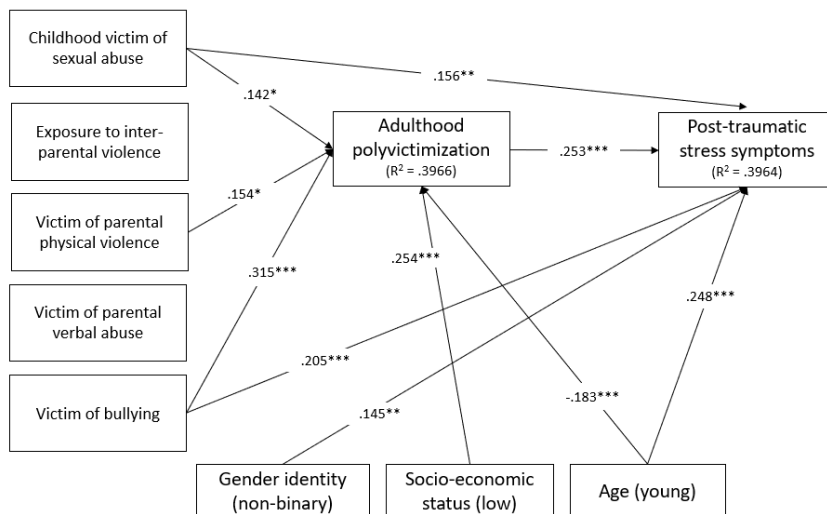 Childhood victim of
sexual abuse
.156**
.142*
Exposure to inter-
parental violence
Adulthood
polyvictimization
(R² = .3966)
.253***
Post-traumatic
stress symptoms
(R² = .3964)
Victim of parental
physical violence
.154*
.315***
.254***
.248***
Victim of parental
verbal abuse
.205***
-.183***
Victim of bullying
.145**
Gender identity
(non-binary)
Socio-economic
status (low)
Age (young)